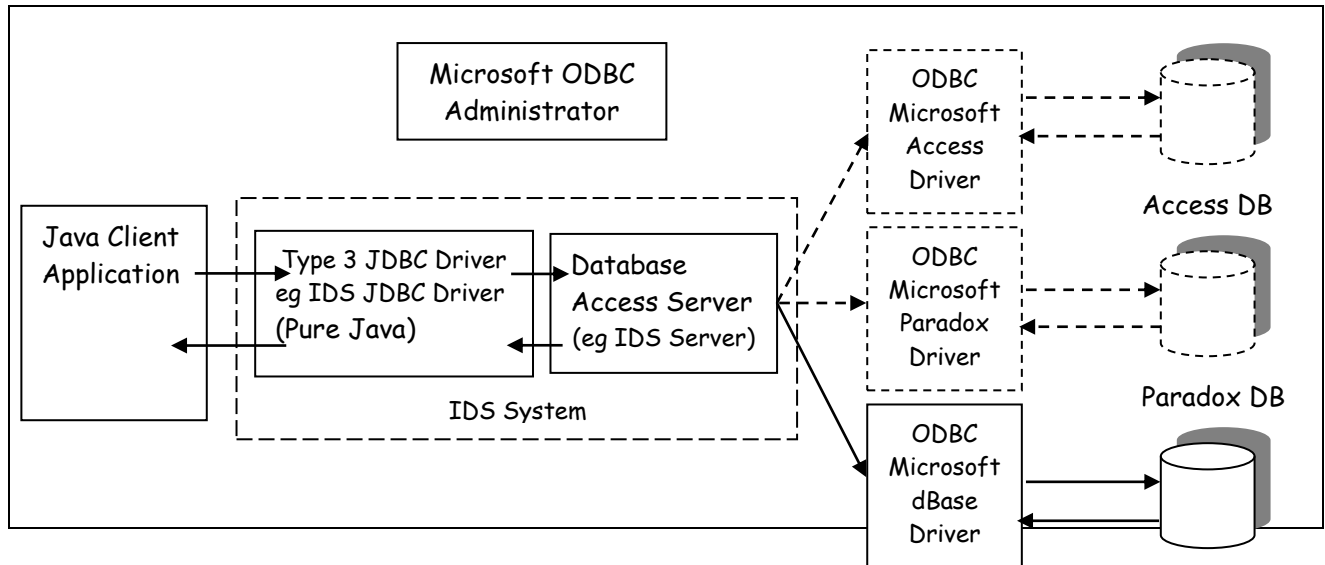 Microsoft ODBC
Administrator
ODBC
Microsoft
Access
Driver
Access DB
Java Client
Application
Type 3 JDBC Driver
eg IDS JDBC Driver
(Pure Java)
Database
Access Server
(eg IDS Server)
IDS System
ODBC
Microsoft
Paradox
Driver
Paradox DB
ODBC
Microsoft
dBase
Driver